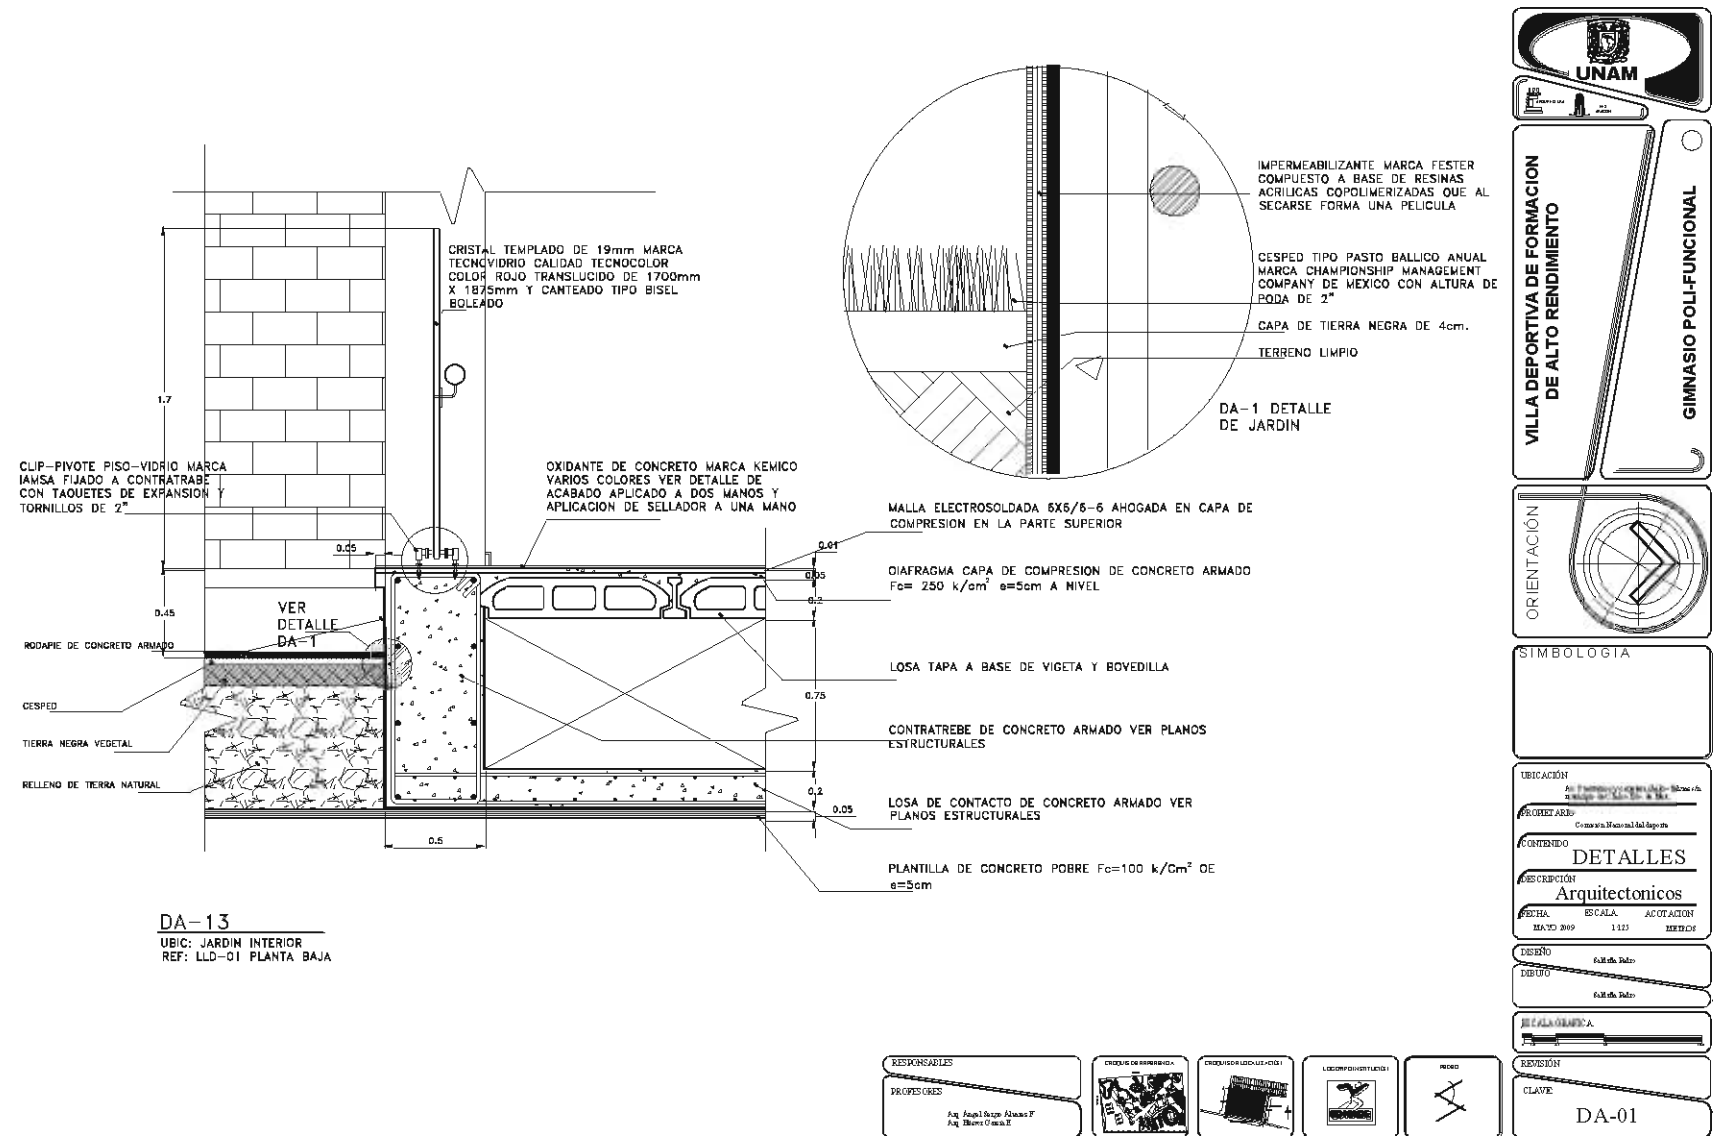 CRISTAL TEMPLADO DE 19mm MARCA
TECNOVIDRIO CALIDAD TECNOCOLOR
COLOR ROJO TRANSLUCIDO DE 1700mm
X 1875mm Y CANTEADO TIPO BISEL
BOLEADO
1.7
CLIP-PIVOTE PISO-VIDRIO MARCA
IAMSA FIJADO A CONTRATRABE
CON TAQUETES DE EXPANSION Y
TORNILLOS DE 2"
OXIDANTE DE CONCRETO MARCA KEMICO
VARIOS COLORES VER DETALLE DE
ACABADO APLICADO A DOS MANOS Y
APLICACION DE SELLADOR A UNA MANO
0.05
0.45
VER
DETALLE
DA-1
RODAPIE DE CONCRETO ARMADO
CESPED
TIERRA NEGRA VEGETAL
RELLENO DE TIERRA NATURAL
0.5
IMPERMEABILIZANTE MARCA FESTER
COMPUESTO A BASE DE RESINAS
ACRILICAS COPOLIMERIZADAS QUE AL
SECARSE FORMA UNA PELICULA
CESPED TIPO PASTO BALLICO ANUAL
MARCA CHAMPIONSHIP MANAGEMENT
COMPANY DE MEXICO CON ALTURA DE
PODA DE 2"
CAPA DE TIERRA NEGRA DE 4cm.
TERRENO LIMPIO
DA-1 DETALLE
DE JARDIN
MALLA ELECTROSOLDADA 6X6/6-6 AHOGADA EN CAPA DE
COMPRESION EN LA PARTE SUPERIOR
0.01
0.05
0.2
DIAFRAGMA CAPA DE COMPRESION DE CONCRETO ARMADO
Fc= 250 k/cm² e=5cm A NIVEL
LOSA TAPA A BASE DE VIGETA Y BOVEDILLA
0.75
CONTRATREBE DE CONCRETO ARMADO VER PLANOS
ESTRUCTURALES
0.2
0.05
LOSA DE CONTACTO DE CONCRETO ARMADO VER
PLANOS ESTRUCTURALES
PLANTILLA DE CONCRETO POBRE Fc=100 k/Cm² DE
e=5cm
DA-13
UBIC: JARDIN INTERIOR
REF: LLD-01 PLANTA BAJA
UNAM
VILLA DEPORTIVA DE FORMACION
DE ALTO RENDIMIENTO
GIMNASIO POLI-FUNCIONAL
ORIENTACIÓN
SIMBOLOGIA
UBICACIÓN
PROPIETARIO
Comisión Nacional del deporte
CONTENIDO
DETALLES
DESCRIPCIÓN
Arquitectonicos
FECHA ESCALA ACOTACION
MAYO 2009 1:125 METROS
DISEÑO
DIBUJO
ESCALA GRAFICA
REVISIÓN
CLAVE
DA-01
RESPONSABLES
PROFESORES
CROQUIS DE REFERENCIA
CROQUIS DE LOCALIZACIÓN